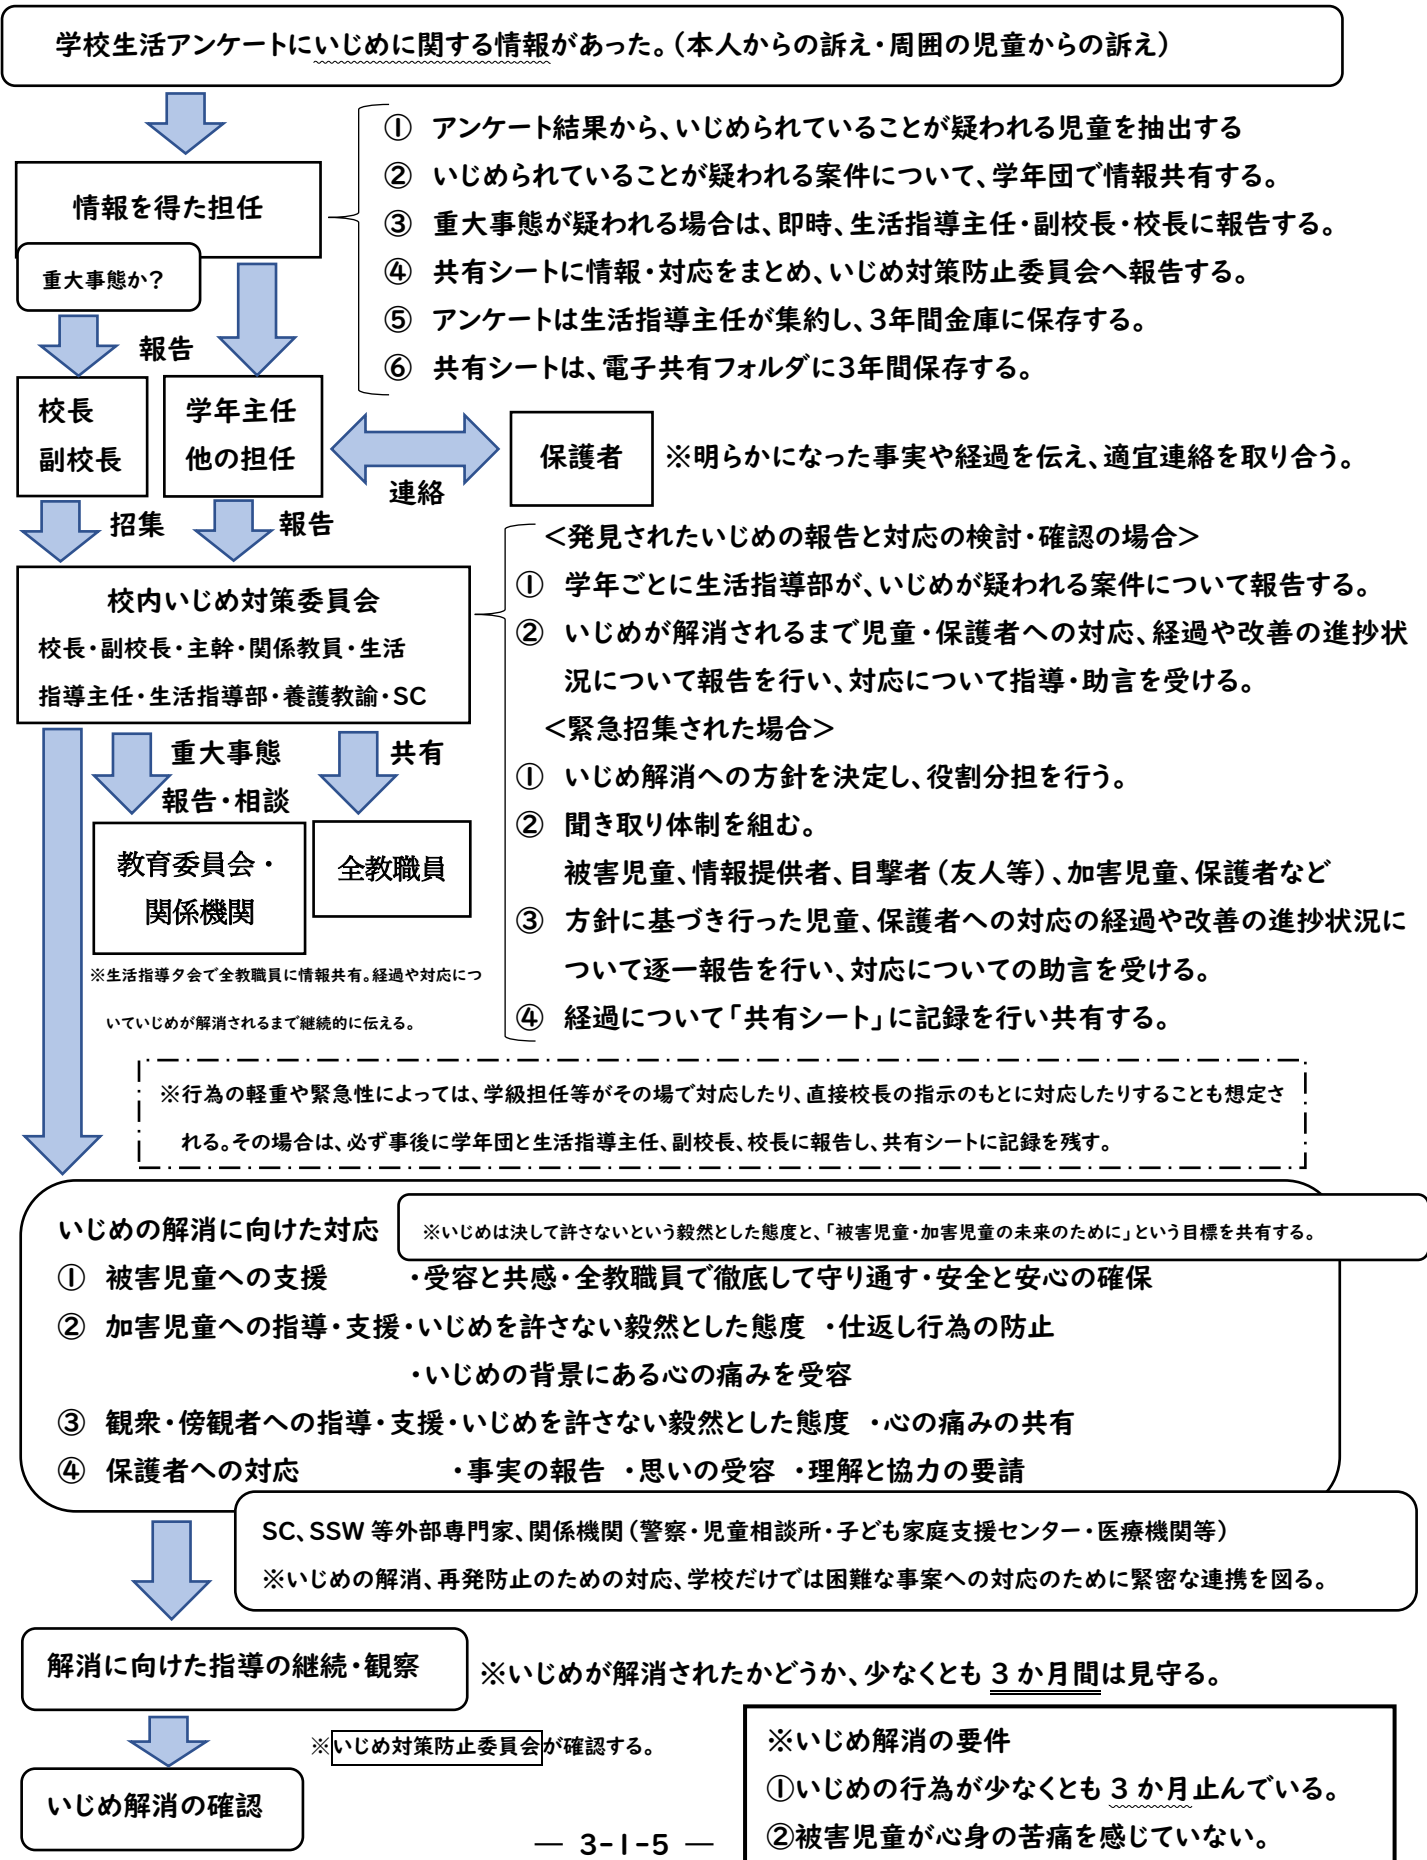 学校生活アンケートにいじめに関する情報があった。（本人からの訴え・周囲の児童からの訴え）
情報を得た担任
重大事態か？
① アンケート結果から、いじめられていることが疑われる児童を抽出する
② いじめられていることが疑われる案件について、学年団で情報共有する。
③ 重大事態が疑われる場合は、即時、生活指導主任・副校長・校長に報告する。
④ 共有シートに情報・対応をまとめ、いじめ対策防止委員会へ報告する。
⑤ アンケートは生活指導主任が集約し、3年間金庫に保存する。
⑥ 共有シートは、電子共有フォルダに3年間保存する。
報告
校長
副校長
学年主任
他の担任
連絡
保護者
※明らかになった事実や経過を伝え、適宜連絡を取り合う。
招集
報告
校内いじめ対策委員会
校長・副校長・主幹・関係教員・生活
指導主任・生活指導部・養護教諭・SC
＜発見されたいじめの報告と対応の検討・確認の場合＞
① 学年ごとに生活指導部が、いじめが疑われる案件について報告する。
② いじめが解消されるまで児童・保護者への対応、経過や改善の進抄状
況について報告を行い、対応について指導・助言を受ける。
＜緊急招集された場合＞
① いじめ解消への方針を決定し、役割分担を行う。
② 聞き取り体制を組む。
被害児童、情報提供者、目撃者（友人等）、加害児童、保護者など
③ 方針に基づき行った児童、保護者への対応の経過や改善の進抄状況に
ついて逐一報告を行い、対応についての助言を受ける。
④ 経過について「共有シート」に記録を行い共有する。
重大事態
報告・相談
共有
教育委員会・
関係機関
全教職員
※生活指導夕会で全教職員に情報共有。経過や対応につ
いていじめが解消されるまで継続的に伝える。
※行為の軽重や緊急性によっては、学級担任等がその場で対応したり、直接校長の指示のもとに対応したりすることも想定さ
れる。その場合は、必ず事後に学年団と生活指導主任、副校長、校長に報告し、共有シートに記録を残す。
いじめの解消に向けた対応
※いじめは決して許さないという毅然とした態度と、「被害児童・加害児童の未来のために」という目標を共有する。
① 被害児童への支援 ・受容と共感・全教職員で徹底して守り通す・安全と安心の確保
② 加害児童への指導・支援・いじめを許さない毅然とした態度 ・仕返し行為の防止
・いじめの背景にある心の痛みを受容
③ 観衆・傍観者への指導・支援・いじめを許さない毅然とした態度 ・心の痛みの共有
④ 保護者への対応 ・事実の報告 ・思いの受容 ・理解と協力の要請
SC、SSW 等外部専門家、関係機関（警察・児童相談所・子ども家庭支援センター・医療機関等）
※いじめの解消、再発防止のための対応、学校だけでは困難な事案への対応のために緊密な連携を図る。
解消に向けた指導の継続・観察
※いじめが解消されたかどうか、少なくとも 3 か月間は見守る。
※いじめ対策防止委員会が確認する。
いじめ解消の確認
※いじめ解消の要件
①いじめの行為が少なくとも 3 か月止んでいる。
②被害児童が心身の苦痛を感じていない。
― 3-1-5 ―